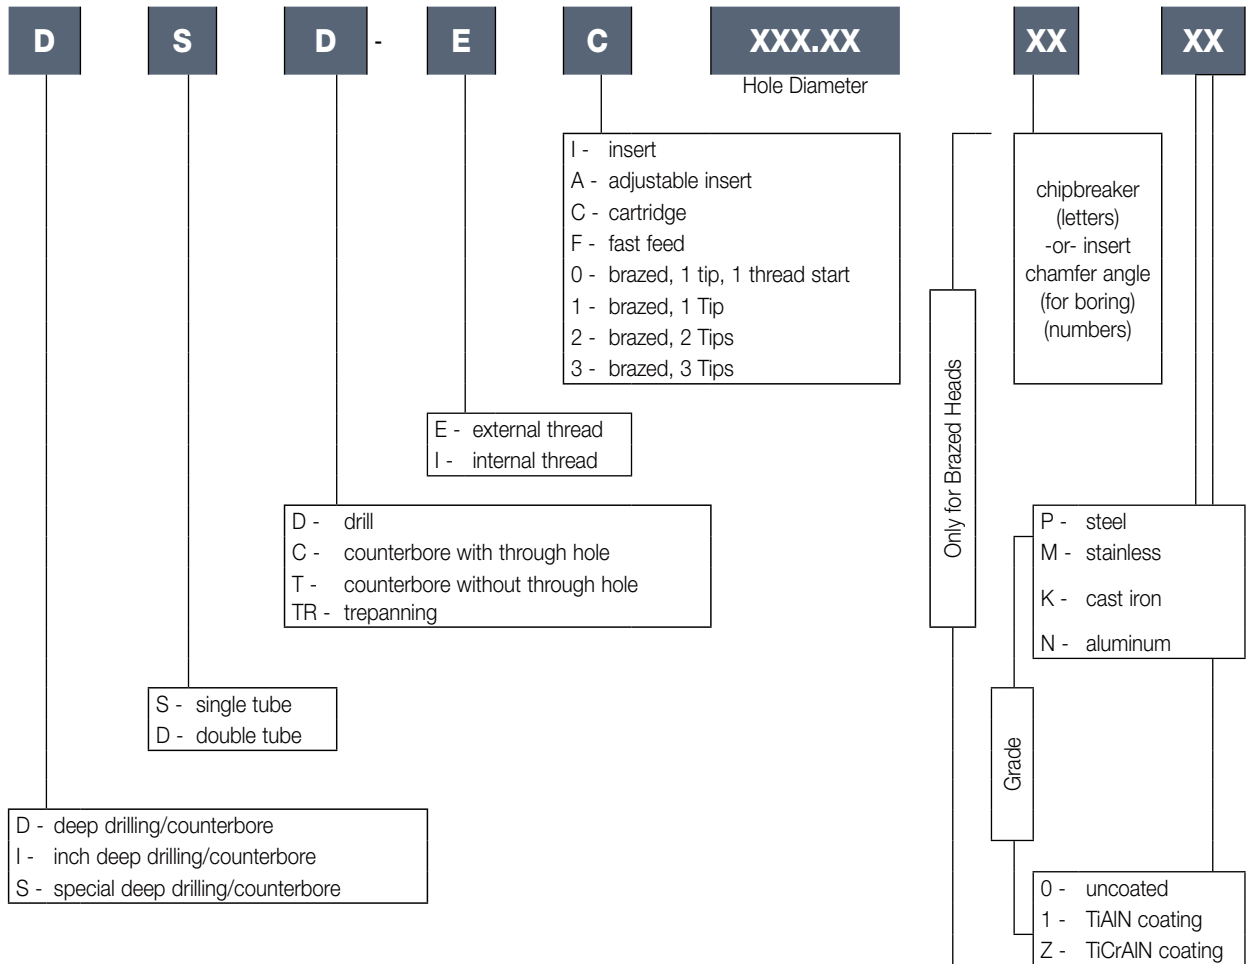 D S D - E C XXX.XX XX XX
Hole Diameter
I - insert
A - adjustable insert
C - cartridge
F - fast feed
0 - brazed, 1 tip, 1 thread start
1 - brazed, 1 Tip
2 - brazed, 2 Tips
3 - brazed, 3 Tips
chipbreaker
(letters)
-or- insert
chamfer angle
(for boring)
(numbers)
Only for Brazed Heads
E - external thread
I - internal thread
D - drill
C - counterbore with through hole
T - counterbore without through hole
TR - trepanning
P - steel
M - stainless
K - cast iron
N - aluminum
S - single tube
D - double tube
Grade
D - deep drilling/counterbore
I - inch deep drilling/counterbore
S - special deep drilling/counterbore
0 - uncoated
1 - TiAlN coating
Z - TiCrAlN coating